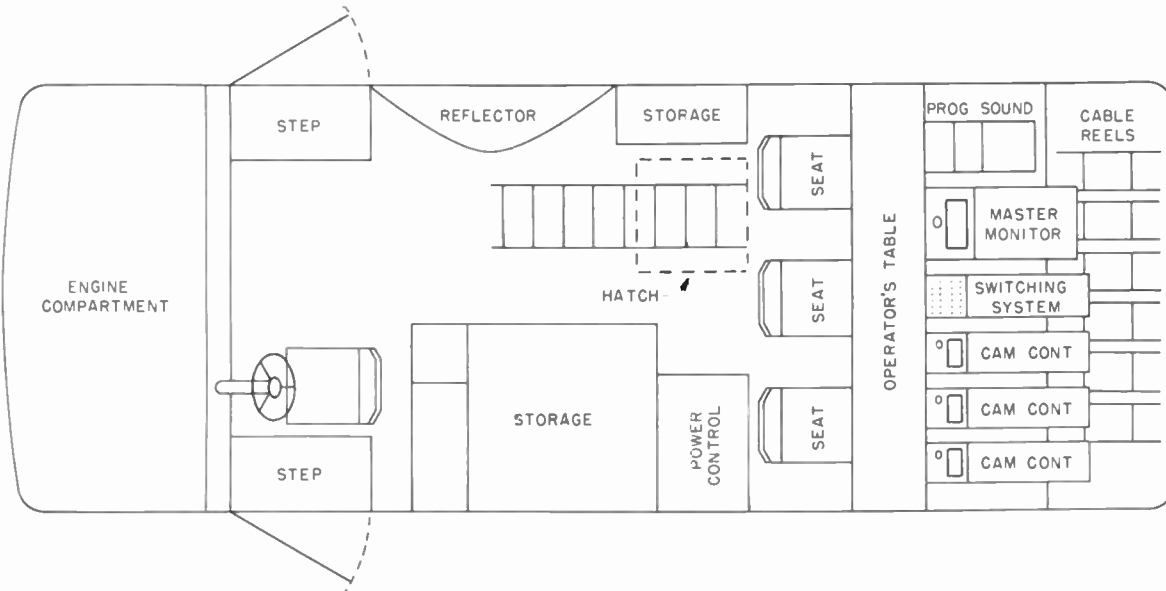 STEP
REFLECTOR
STORAGE
PROG SOUND
CABLE
REELS
SEAT
MASTER
MONITOR
ENGINE
COMPARTMENT
HATCH
SEAT
OPERATOR'S TABLE
SWITCHING
SYSTEM
CAM CONT
STORAGE
POWER
CONTROL
SEAT
CAM CONT
STEP
CAM CONT